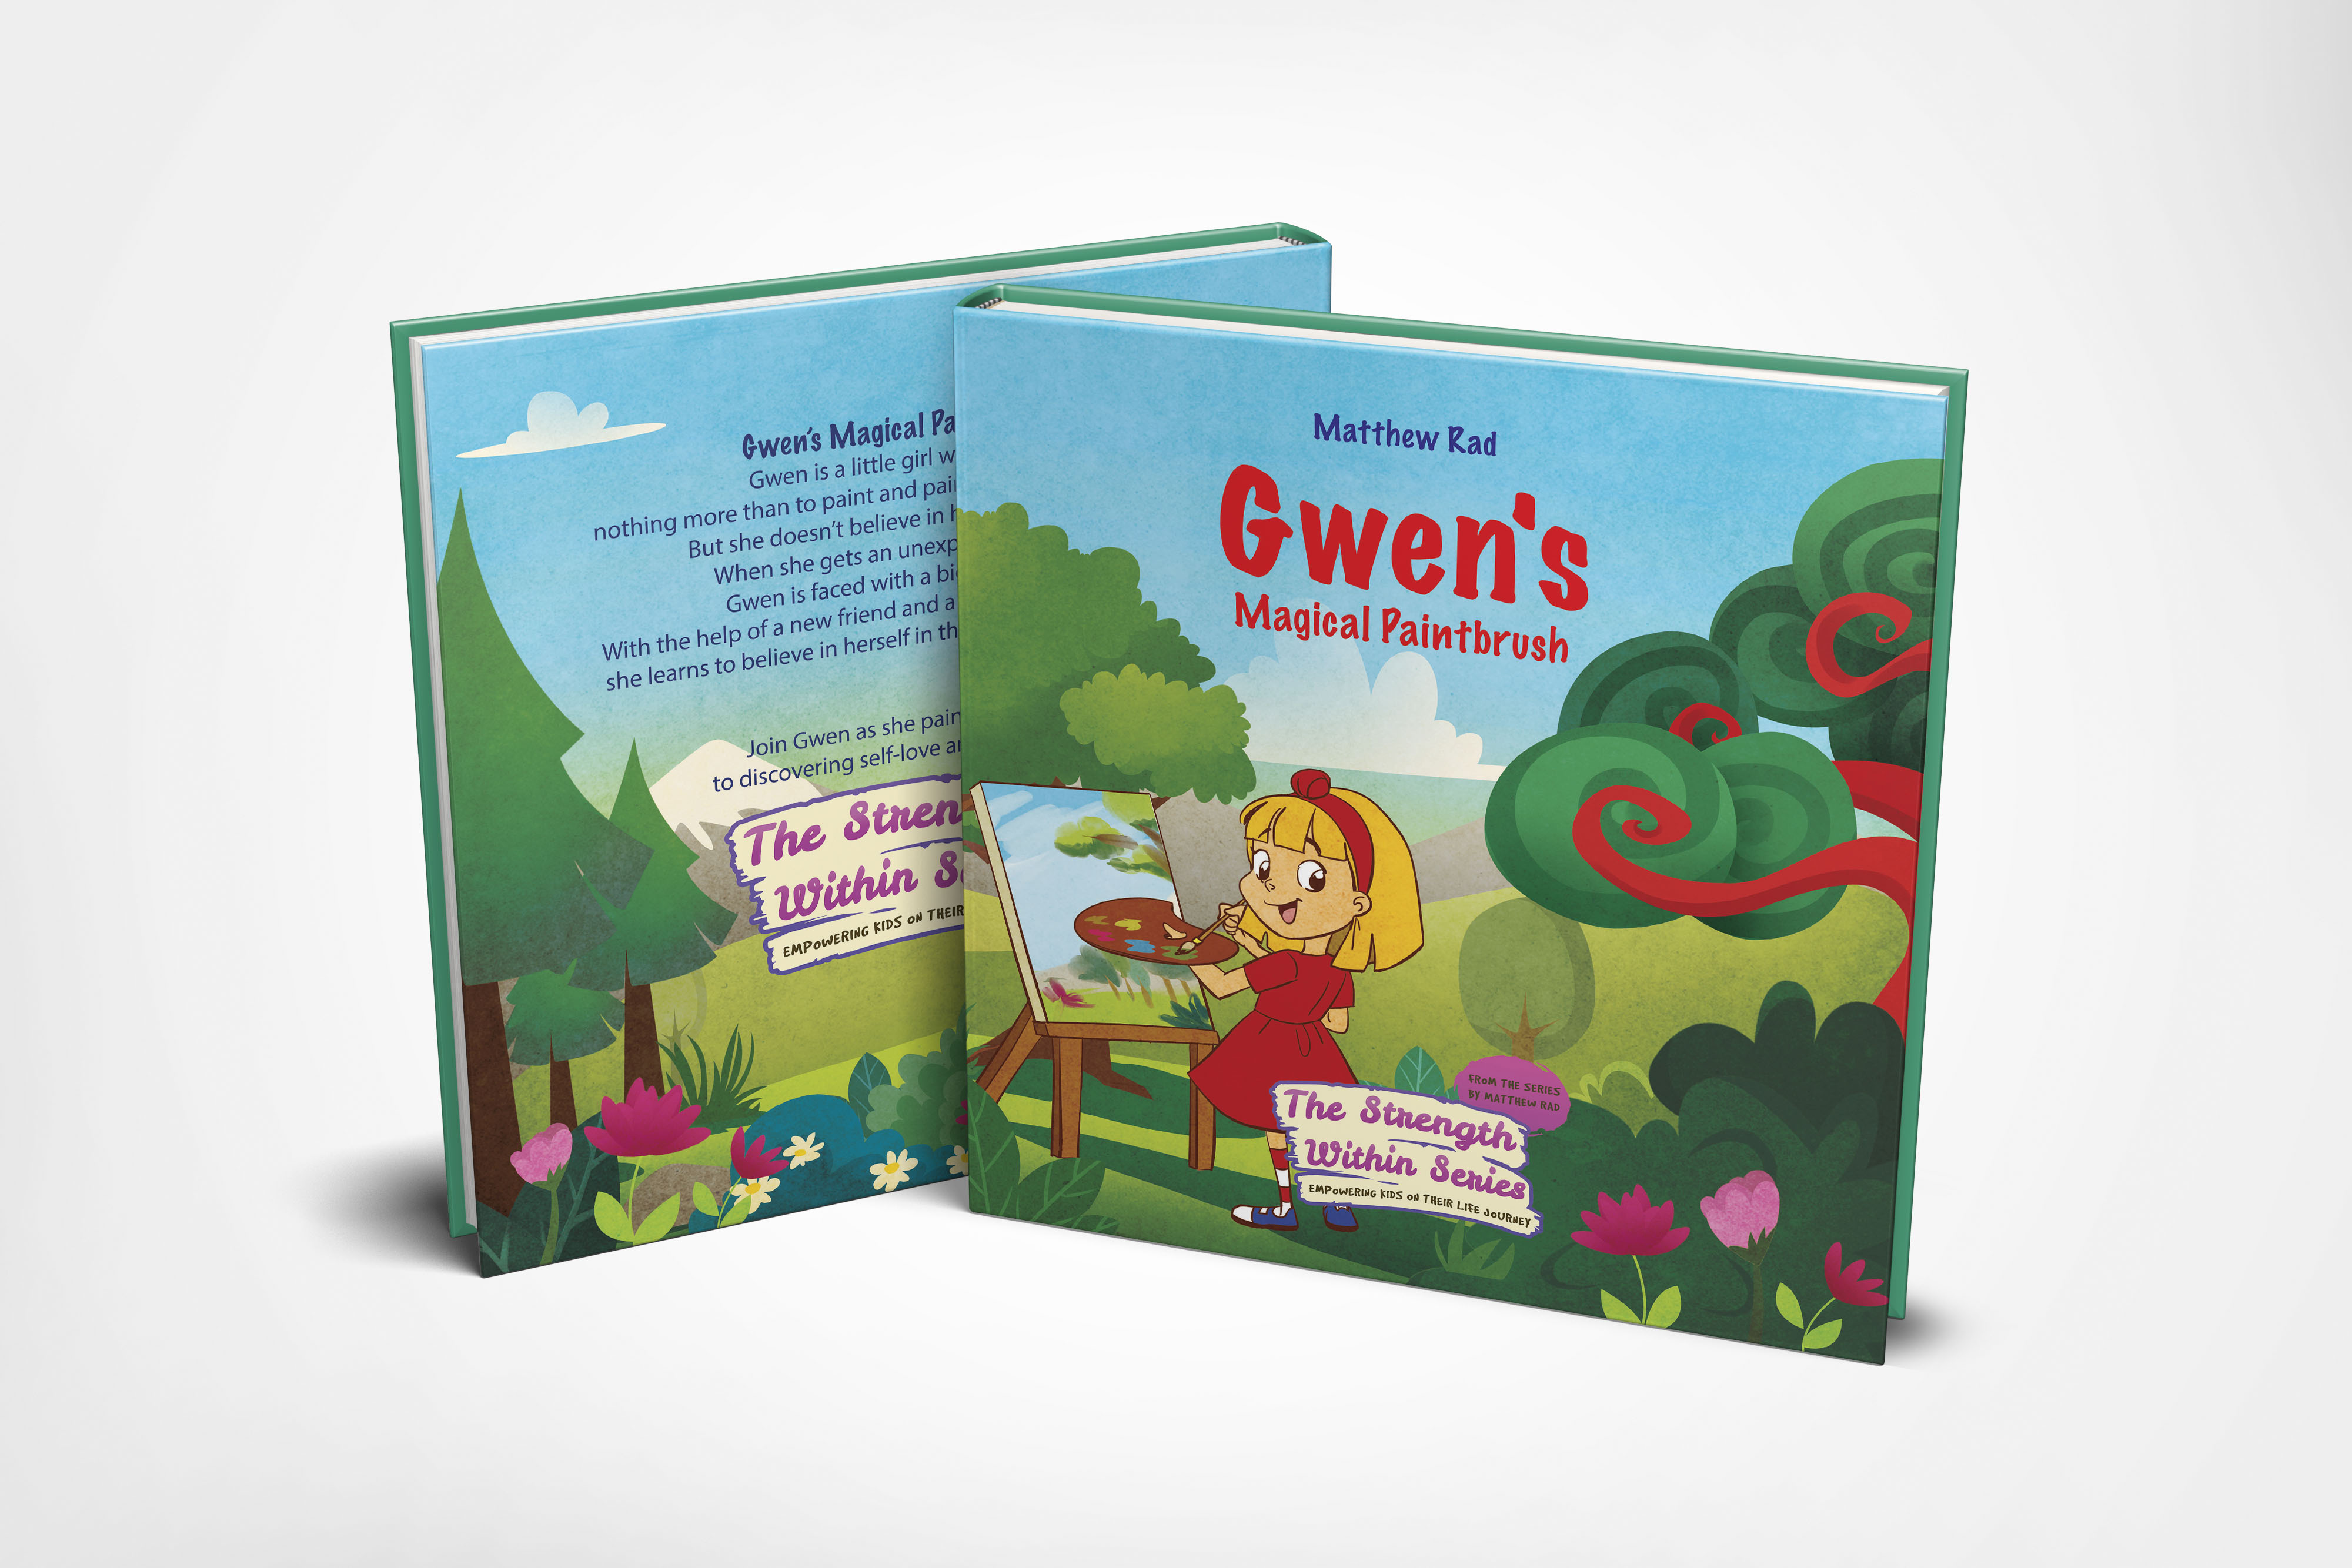 Gwen's Magical Pa
Gwen is a little girl w
nothing more than to paint and pai
But she doesn't believe in h
When she gets an unexp
Gwen is faced with a bi
With the help of a new friend and a
she learns to believe in herself in th
Join Gwen as she pain
to discovering self-love a
The Stren
Within S
EMPOWERING KIDS ON THEIR
Matthew Rad
Gwen's
Magical Paintbrush
FROM THE SERIES
BY MATTHEW RAD
The Strength
Within Series
EMPOWERING KIDS ON THEIR LIFE JOURNEY